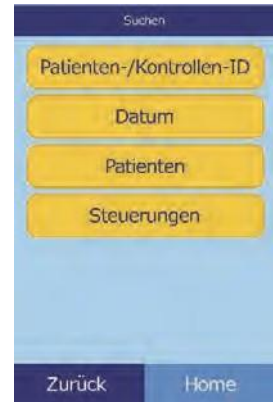 Suchen
Patienten-/Kontrollen-ID
Datum
Patienten
Steuerungen
Zurück Home